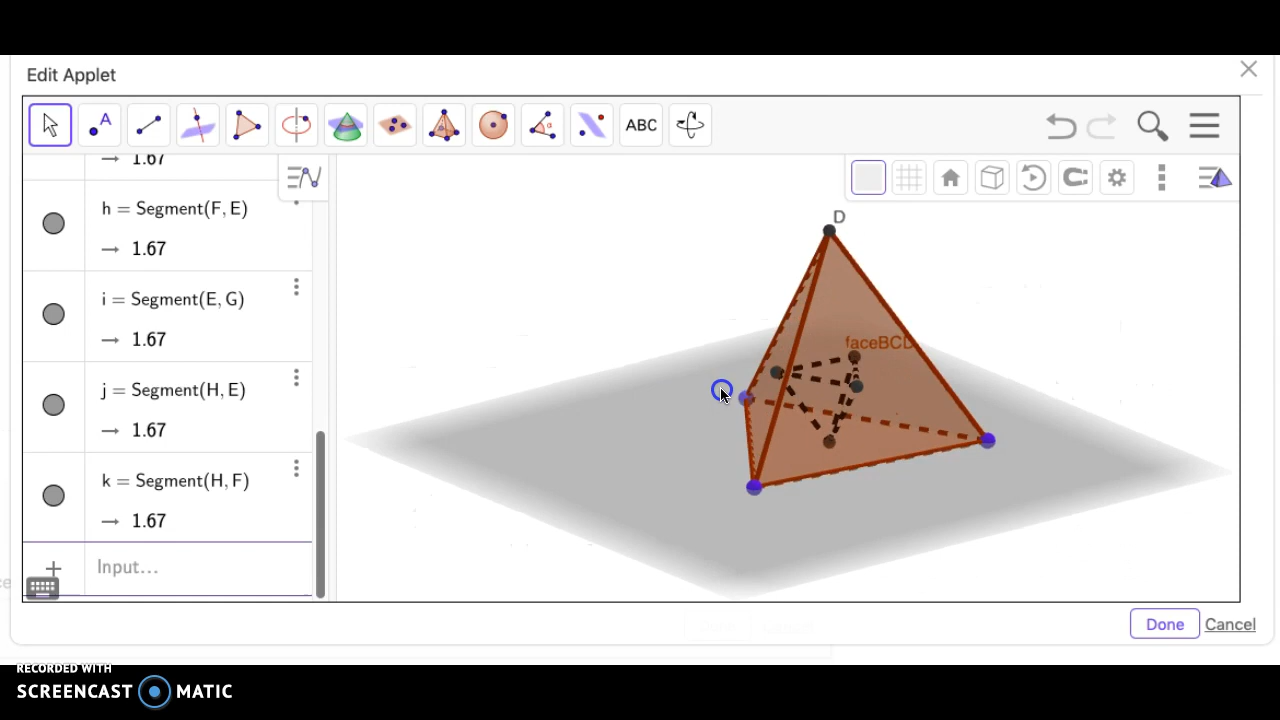 Edit Applet
A
ABC
1.67
h = Segment(F, E)
→ 1.67
i = Segment(E, G)
→ 1.67
j = Segment(H, E)
→ 1.67
k = Segment(H, F)
→ 1.67
Input...
D
faceBCD
Done
Cancel
RECORDED WITH
SCREENCAST MATIC